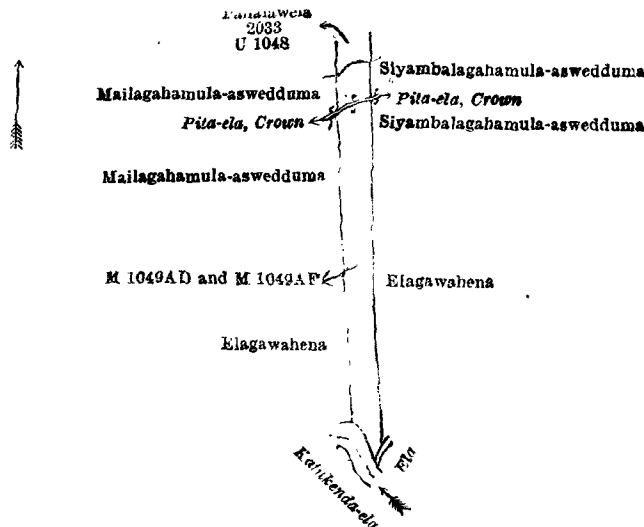 2033
U 1048
Siyambalagahamula-aswedduma
Mailagahamula-aswedduma
Pita-ela, Crown
Pita-ela, Crown
Siyambalagahamula-aswedduma
Mailagahamula-aswedduma
M 1049AD and M 1049AF
Elagawahena
Elagawahena
Ela
Katukenda-ela